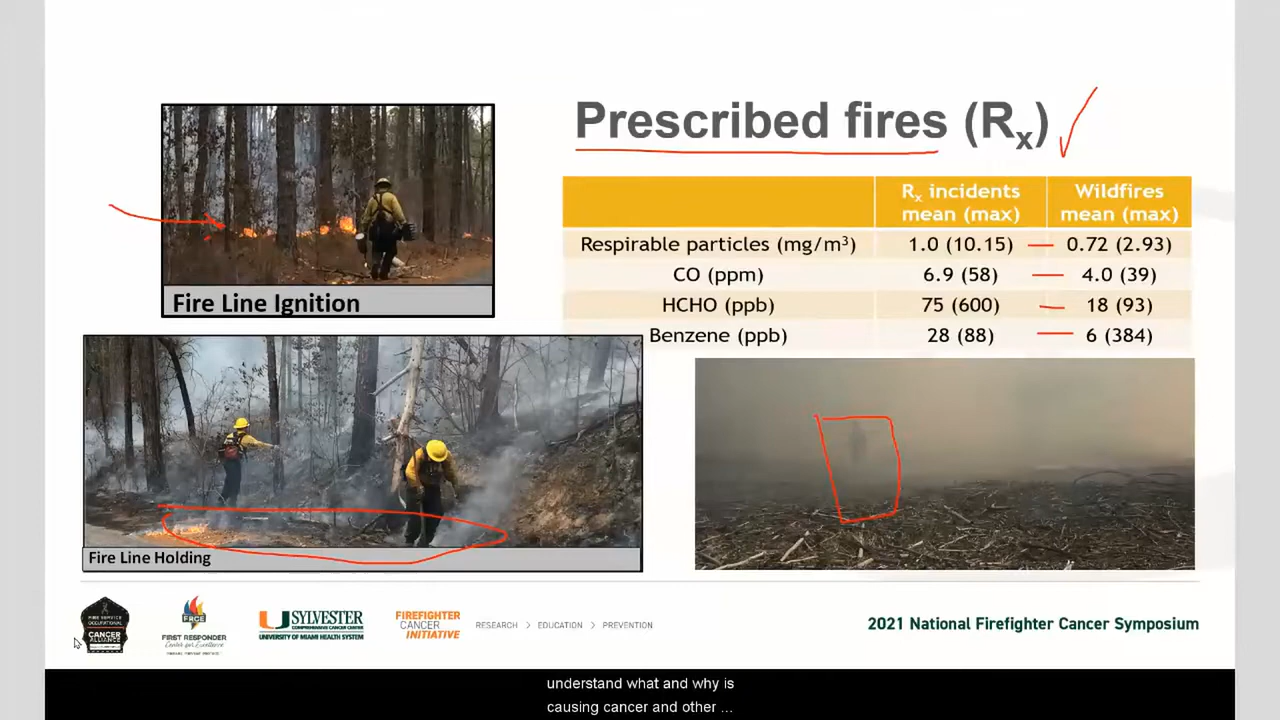 Prescribed fires (Rx)
Rx incidents mean (max)
Wildfires mean (max)
Respirable particles (mg/m³) 1.0 (10.15) 0.72 (2.93)
CO (ppm) 6.9 (58) 4.0 (39)
HCHO (ppb) 75 (600) 18 (93)
Benzene (ppb) 28 (88) 6 (384)
Fire Line Ignition
Fire Line Holding
FIRE SERVICE
OCCUPATIONAL
CANCER
ALLIANCE
FRCE
FIRST RESPONDER
Center for Excellence
SYLVESTER
COMPREHENSIVE CANCER CENTER
UNIVERSITY OF MIAMI HEALTH SYSTEM
FIREFIGHTER
CANCER
INITIATIVE
RESEARCH > EDUCATION > PREVENTION
2021 National Firefighter Cancer Symposium
understand what and why is
causing cancer and other ...